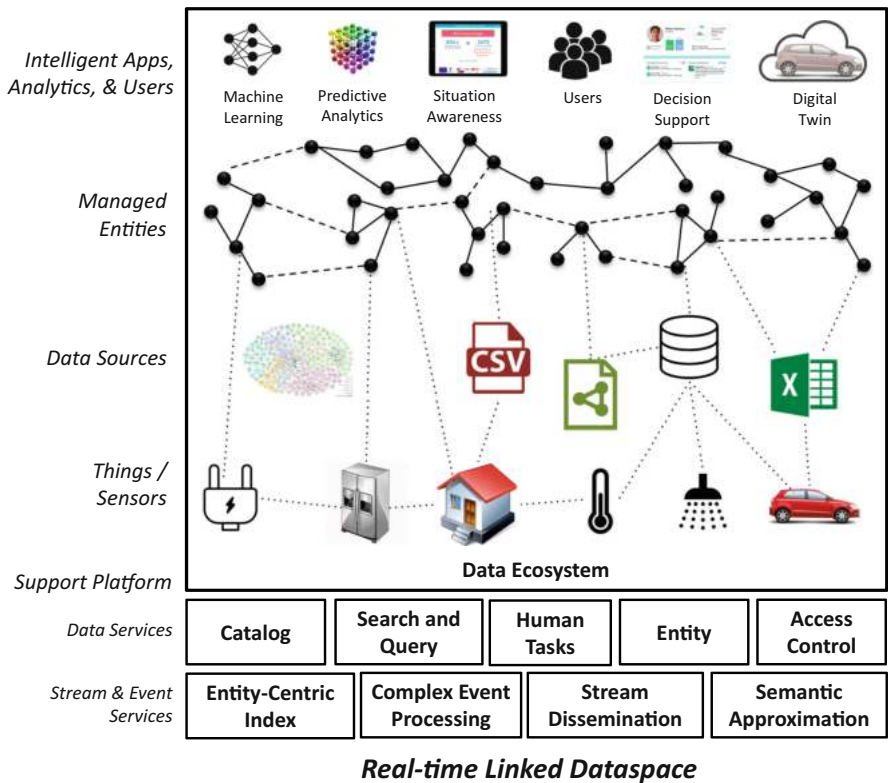 Intelligent Apps,
Analytics, & Users
Machine
Learning
Predictive
Analytics
Situation
Awareness
Users
Decision
Support
Digital
Twin
Managed
Entities
Data Sources
CSV
X
Things /
Sensors
Data Ecosystem
Support Platform
Data Services
Catalog
Search and
Query
Human
Tasks
Entity
Access
Control
Stream & Event
Services
Entity-Centric
Index
Complex Event
Processing
Stream
Dissemination
Semantic
Approximation
Real-time Linked Dataspace